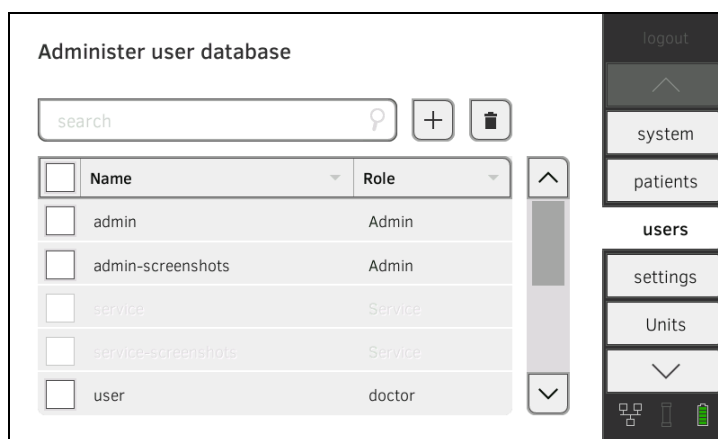 Administer user database
search
Name Role
admin Admin
admin-screenshots Admin
service Service
service-screenshots Service
user doctor
logout
system
patients
users
settings
Units